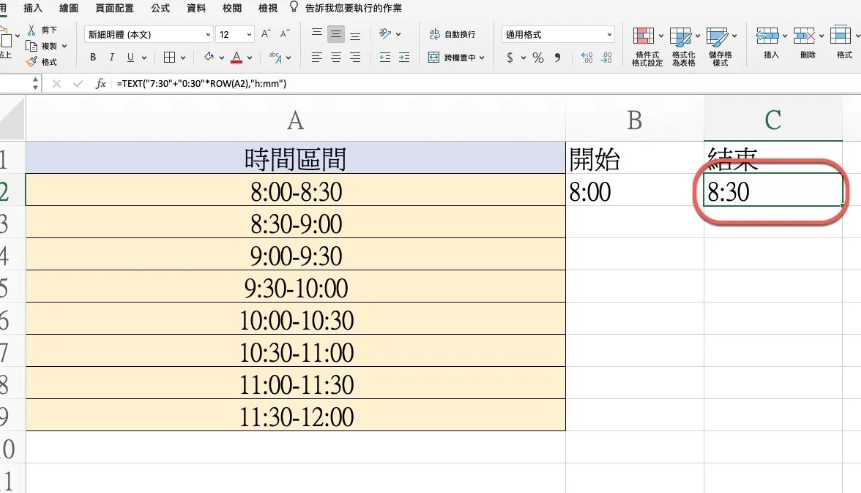 插入 繪圖 頁面配置 公式 資料 校閱 檢視 告訴我您要執行的作業
剪下
複製
格式
新細明體 (本文) 12 A A
B I U A
自動換行
跨欄置中
通用格式
$ % 9
條件式格式設定
格式化為表格
儲存格樣式
插入 刪除 格式
fx =TEXT("7:30"+"0:30"*ROW(A2),"h:mm")
A B C
1 時間區間 開始 結束
2 8:00-8:30 8:00 8:30
3 8:30-9:00
4 9:00-9:30
5 9:30-10:00
6 10:00-10:30
7 10:30-11:00
8 11:00-11:30
9 11:30-12:00